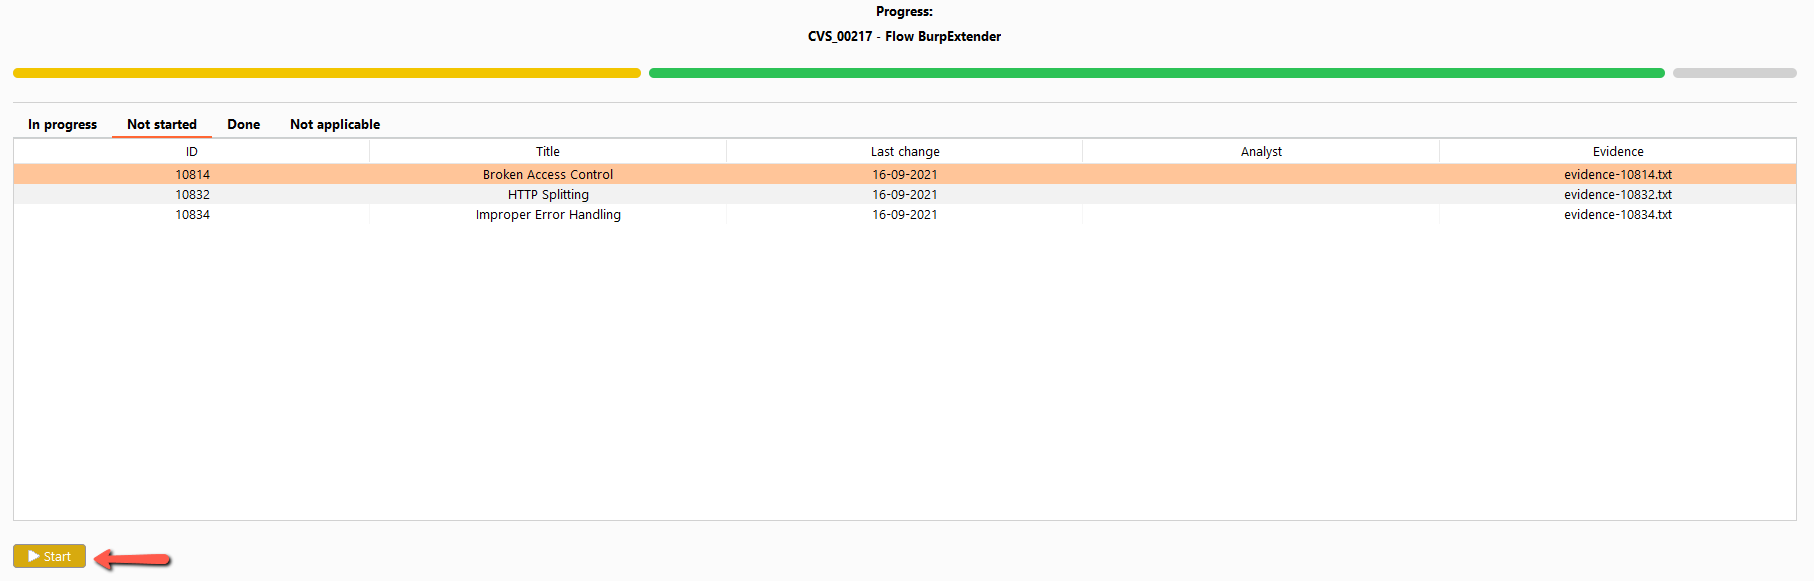 Progress:
CVS_00217 - Flow BurpExtender
In progress Not started Done Not applicable
ID Title Last change Analyst Evidence
10814 Broken Access Control 16-09-2021 evidence-10814.txt
10832 HTTP Splitting 16-09-2021 evidence-10832.txt
10834 Improper Error Handling 16-09-2021 evidence-10834.txt
Start